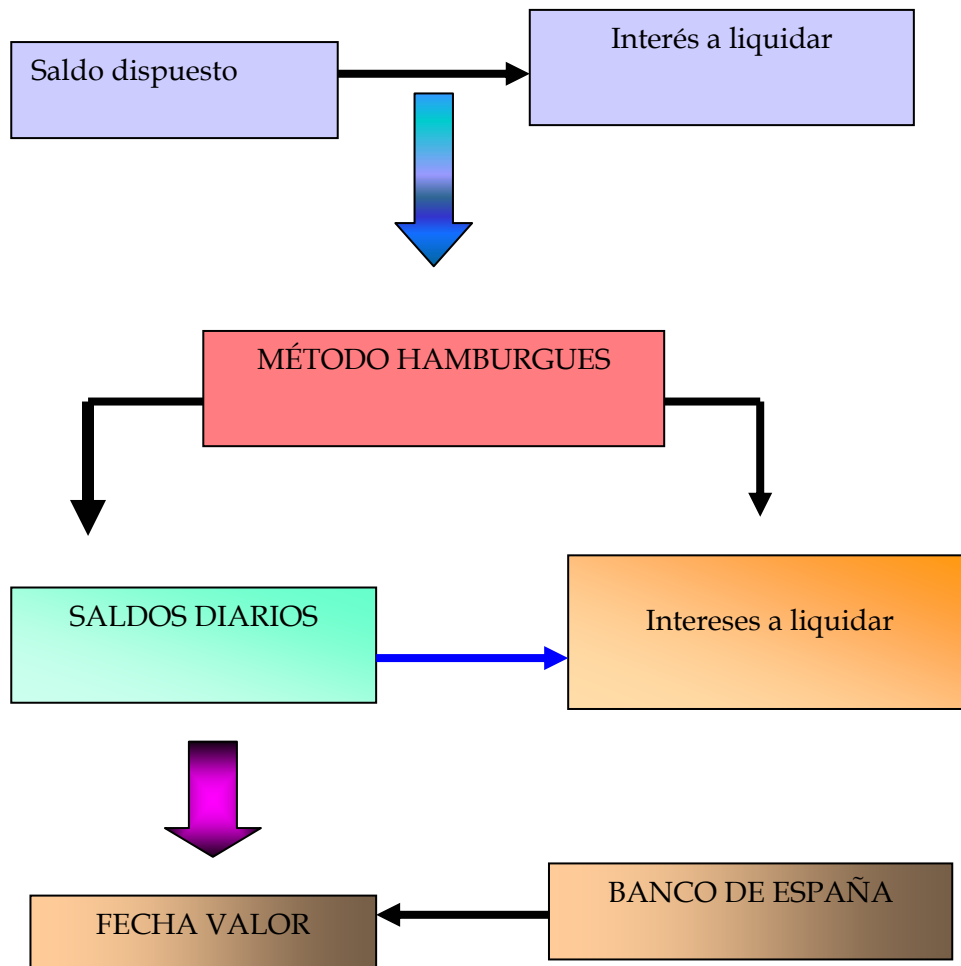 Saldo dispuesto
Interés a liquidar
MÉTODO HAMBURGUES
SALDOS DIARIOS
Intereses a liquidar
FECHA VALOR
BANCO DE ESPAÑA